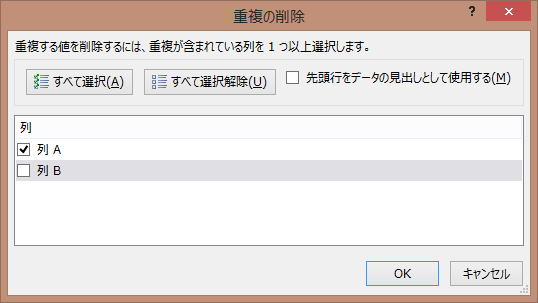 重複の削除
?
重複する値を削除するには、重複が含まれている列を 1 つ以上選択します。
すべて選択(A) すべて選択解除(U) 先頭行をデータの見出しとして使用する(M)
列
列 A
列 B
OK キャンセル